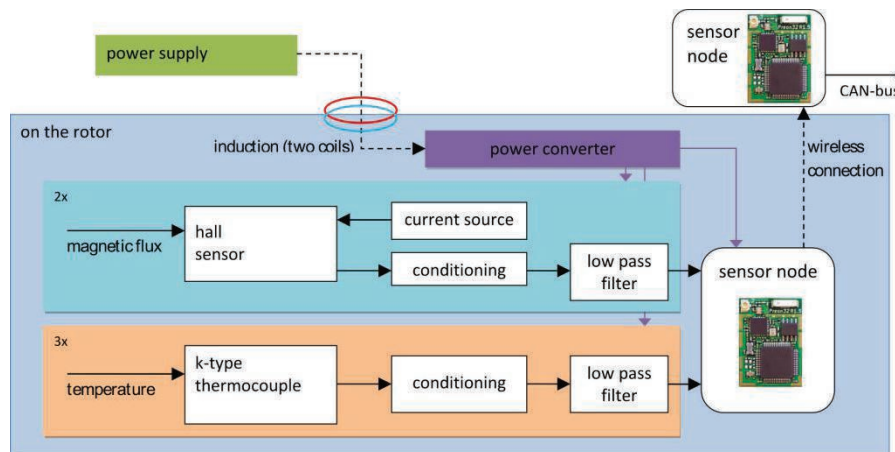 power supply
sensor
node
CAN-bus
on the rotor
induction (two coils)
power converter
wireless
connection
2x
magnetic flux
hall
sensor
current source
conditioning
low pass
filter
sensor node
3x
temperature
k-type
thermocouple
conditioning
low pass
filter